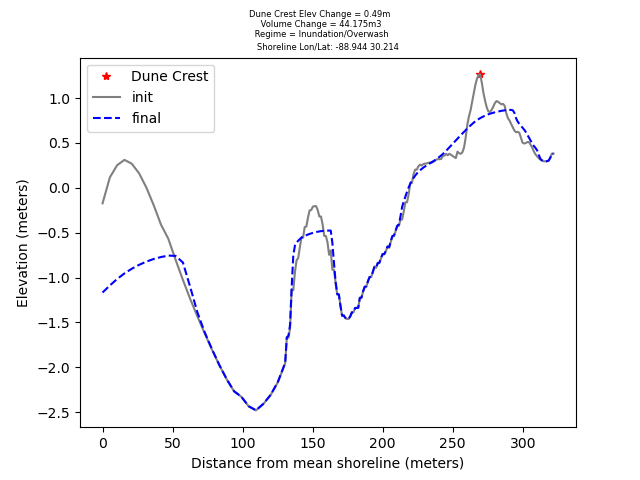 Dune Crest Elev Change = 0.49m
Volume Change = 44.175m3
Regime = Inundation/Overwash
Shoreline Lon/Lat: -88.944 30.214
Dune Crest
init
final
1.0
0.5
0.0
−0.5
−1.0
−1.5
−2.0
−2.5
Elevation (meters)
0 50 100 150 200 250 300
Distance from mean shoreline (meters)